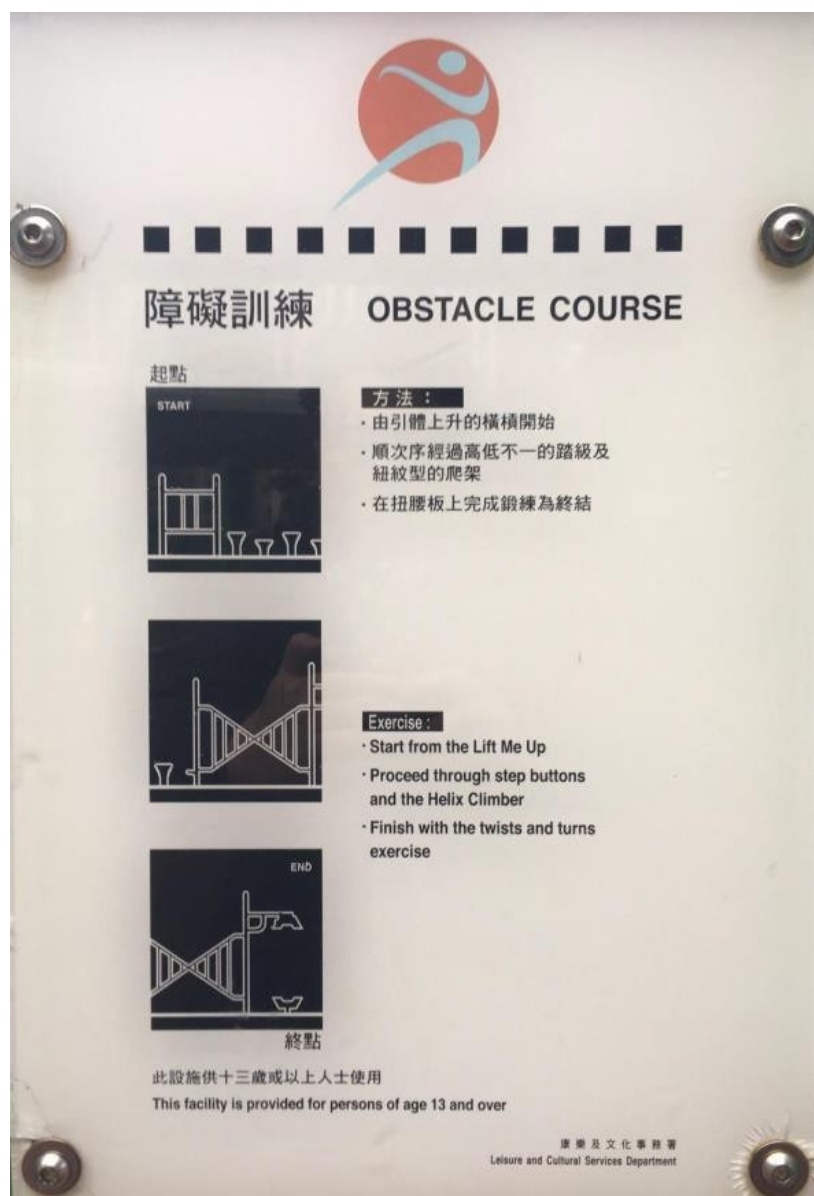 障礙訓練 OBSTACLE COURSE
起點
START
方法：
·由引體上升的橫槓開始
·順次序經過高低不一的踏級及
紐紋型的爬架
·在扭腰板上完成鍛練為終結
Exercise :
· Start from the Lift Me Up
· Proceed through step buttons
and the Helix Climber
· Finish with the twists and turns
exercise
END
終點
此設施供十三歲或以上人士使用
This facility is provided for persons of age 13 and over
康樂及文化事務署
Leisure and Cultural Services Department